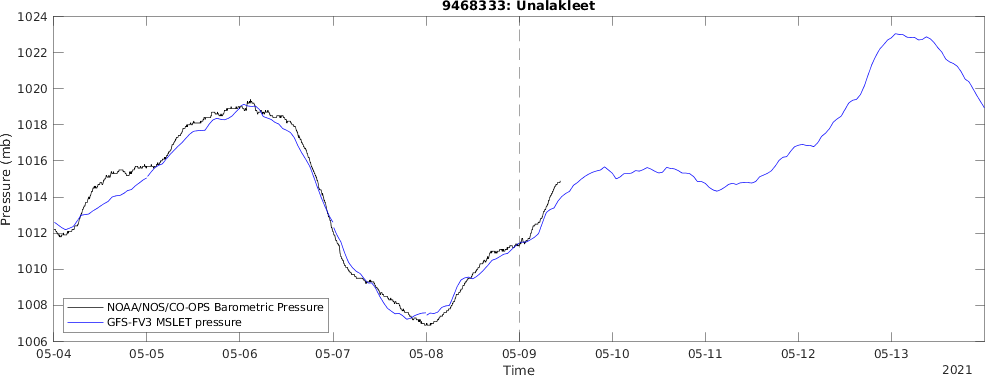 9468333: Unalakleet
1024
1022
1020
1018
1016
1014
1012
1010
1008
1006
Pressure (mb)
NOAA/NOS/CO-OPS Barometric Pressure
GFS-FV3 MSLET pressure
05-04 05-05 05-06 05-07 05-08 05-09 05-10 05-11 05-12 05-13
Time
2021